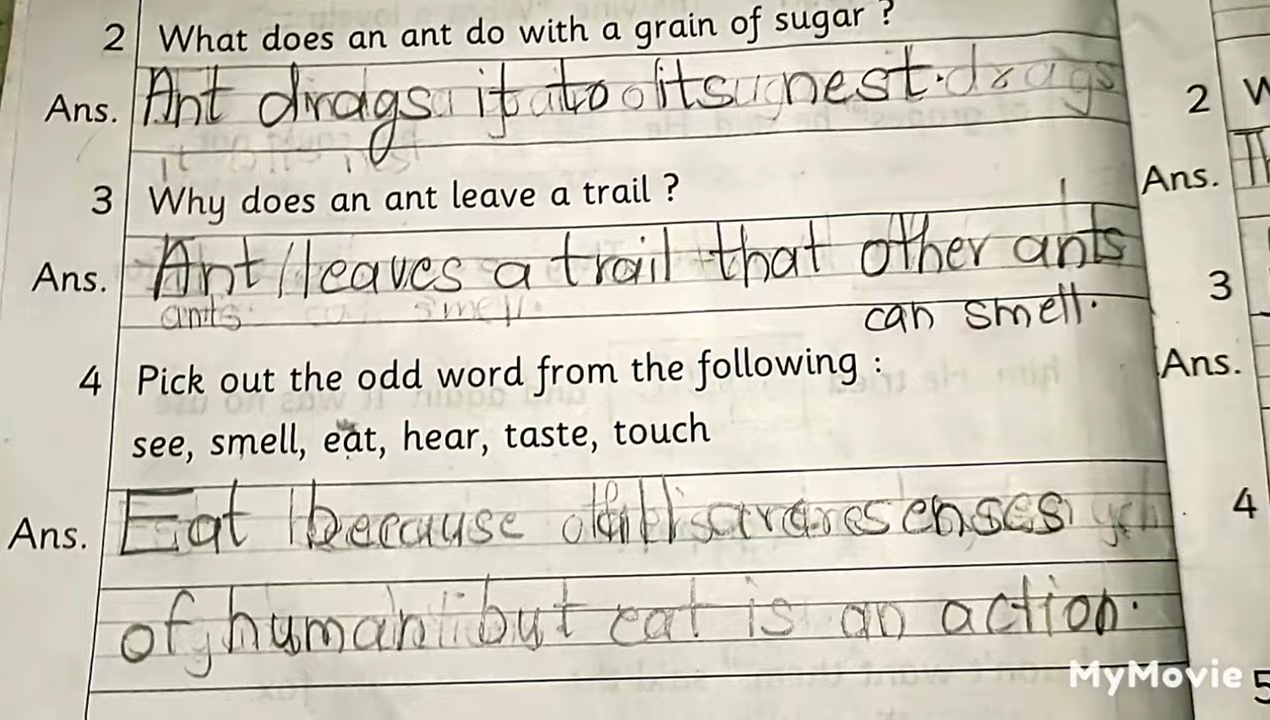 2 What does an ant do with a grain of sugar ?
Ans. Ant drags it to its nest.
3 Why does an ant leave a trail ?
Ans. Ant leaves a trail that other ants
can smell.
4 Pick out the odd word from the following :
see, smell, eat, hear, taste, touch
Ans. Eat because are senses
of human but eat is an action.
2
Ans.
3
Ans.
4
5
MyMovie